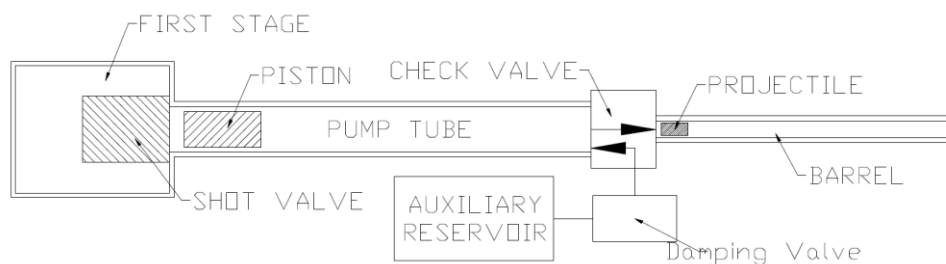 FIRST STAGE
PISTON
CHECK VALVE
PROJECTILE
PUMP TUBE
BARREL
SHOT VALVE
AUXILIARY
RESERVOIR
Damping Valve